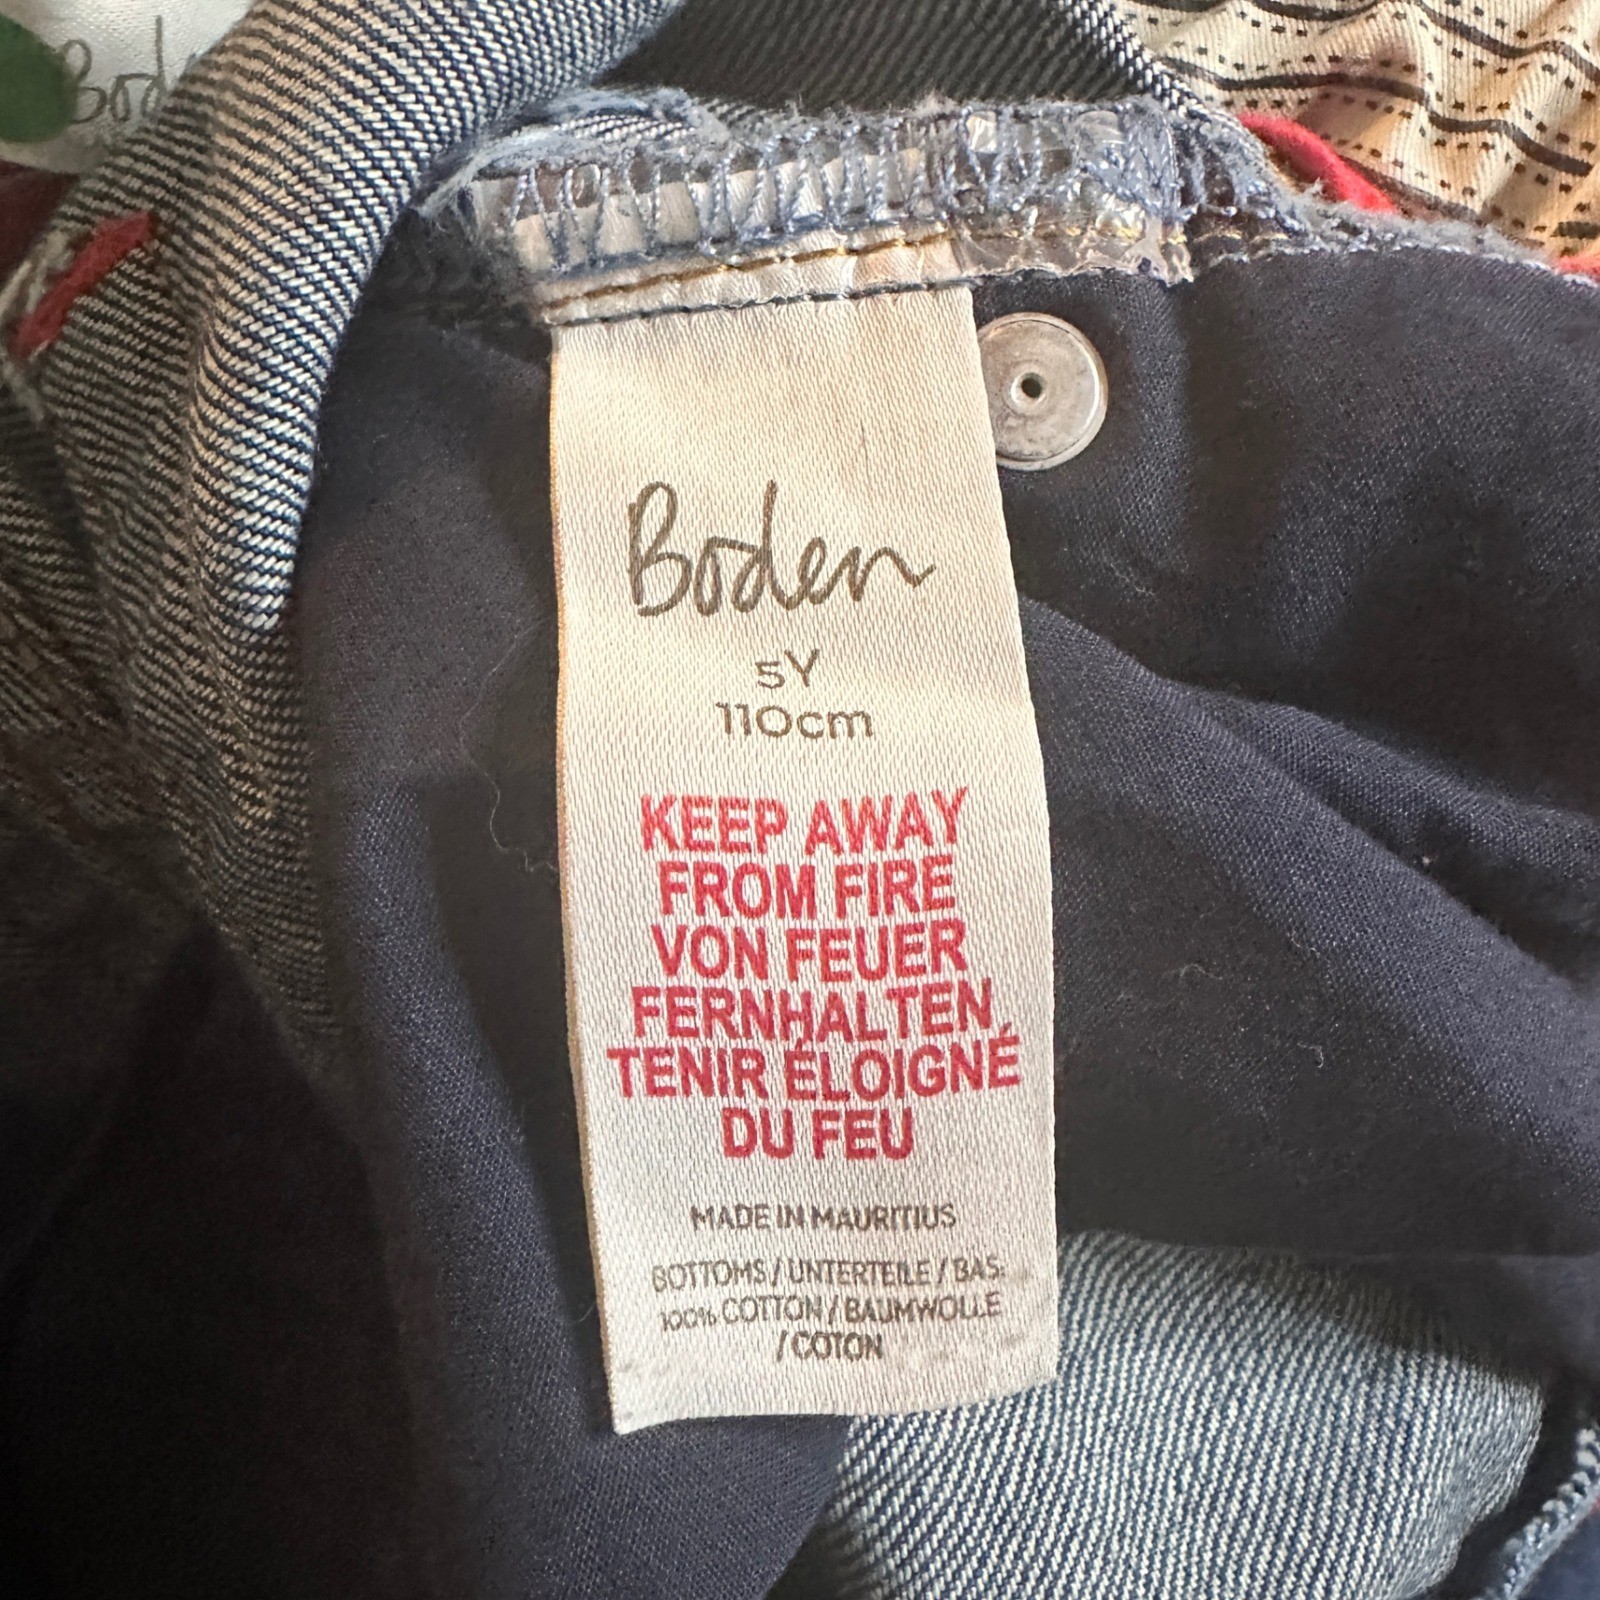 Boden
Boden
5Y
110cm
KEEP AWAY
FROM FIRE
VON FEUER
FERNHALTEN
TENIR ÉLOIGNÉ
DU FEU
MADE IN MAURITIUS
BOTTOMS / UNTERTEILE / BAS:
100% COTTON / BAUMWOLLE
/ COTON